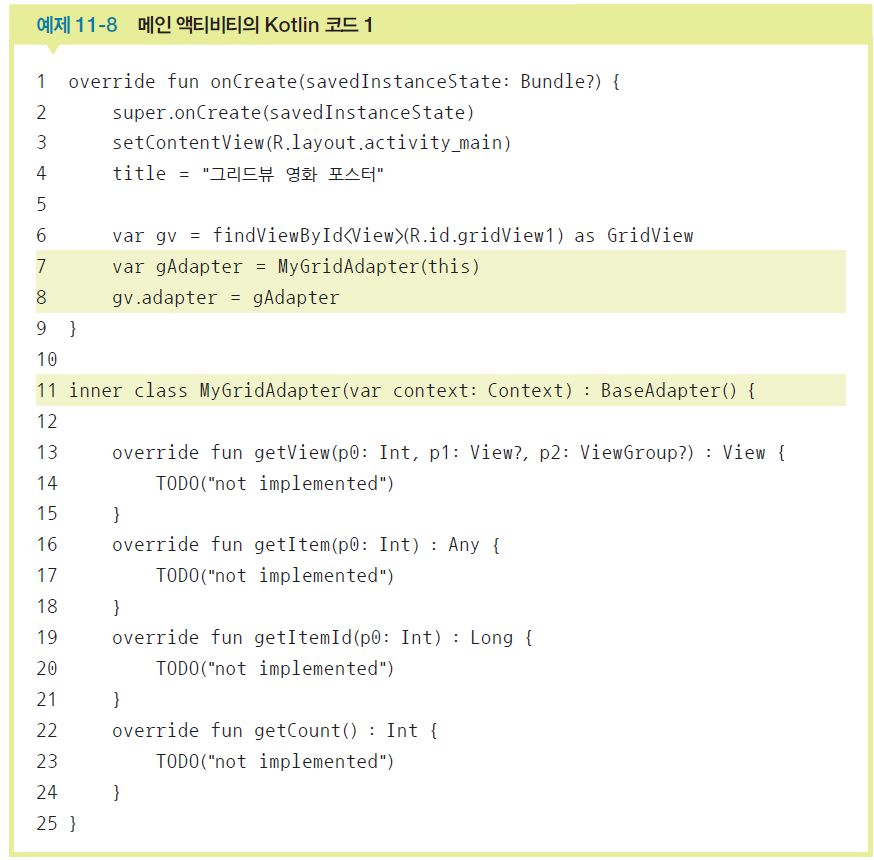 예제 11-8 메인 액티비티의 Kotlin 코드 1
1 override fun onCreate(savedInstanceState: Bundle?) {
2     super.onCreate(savedInstanceState)
3     setContentView(R.layout.activity_main)
4     title = "그리드뷰 영화 포스터"
5
6     var gv = findViewById<View>(R.id.gridView1) as GridView
7     var gAdapter = MyGridAdapter(this)
8     gv.adapter = gAdapter
9 }
10
11 inner class MyGridAdapter(var context: Context) : BaseAdapter() {
12
13     override fun getView(p0: Int, p1: View?, p2: ViewGroup?) : View {
14         TODO("not implemented")
15     }
16     override fun getItem(p0: Int) : Any {
17         TODO("not implemented")
18     }
19     override fun getItemId(p0: Int) : Long {
20         TODO("not implemented")
21     }
22     override fun getCount() : Int {
23         TODO("not implemented")
24     }
25 }